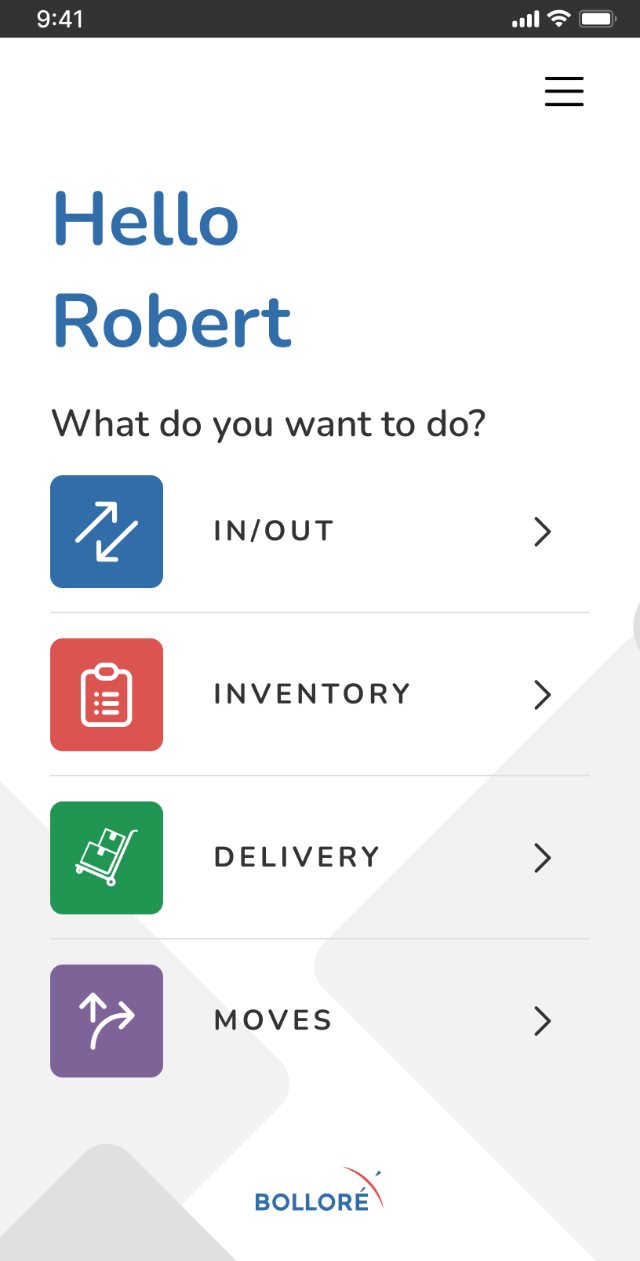 9:41
Hello
Robert
What do you want to do?
IN/OUT
INVENTORY
DELIVERY
MOVES
BOLLORÉ